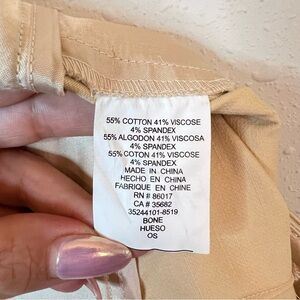 55% COTTON 41% VISCOSE
4% SPANDEX
55% ALGODON 41% VISCOSA
4% SPANDEX
55% COTON 41% VISCOSE
4% SPANDEX
MADE IN CHINA
HECHO EN CHINA
FABRIQUE EN CHINE
RN # 86017
CA # 35682
35244101-8519
BONE
HUESO
OS